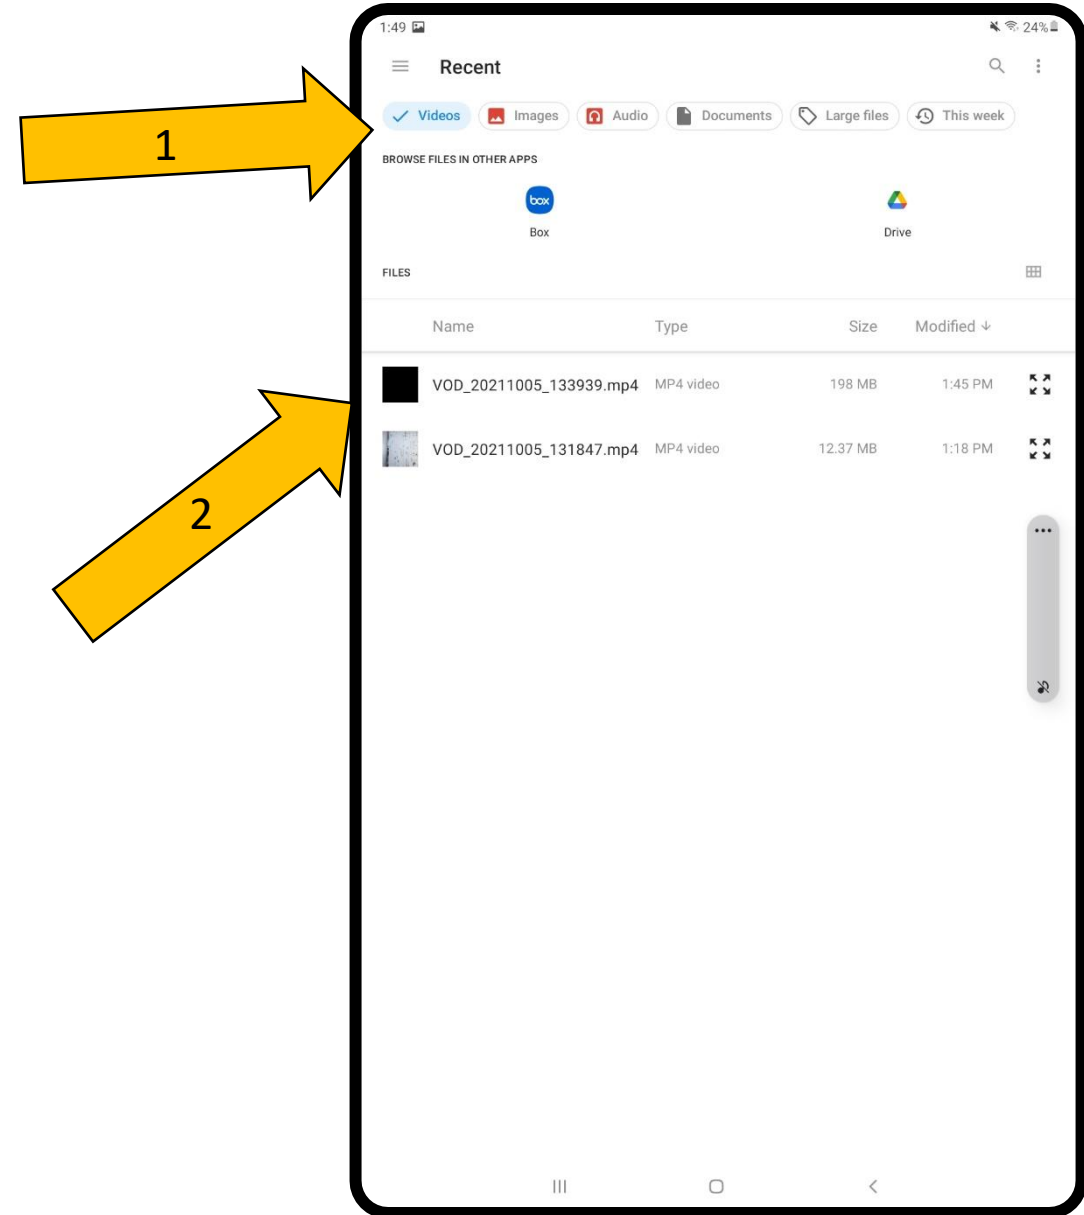 1:49 24%
Recent
1
Videos Images Audio Documents Large files This week
BROWSE FILES IN OTHER APPS
box
Box Drive
FILES
Name Type Size Modified
VOD_20211005_133939.mp4 MP4 video 198 MB 1:45 PM
VOD_20211005_131847.mp4 MP4 video 12.37 MB 1:18 PM
2